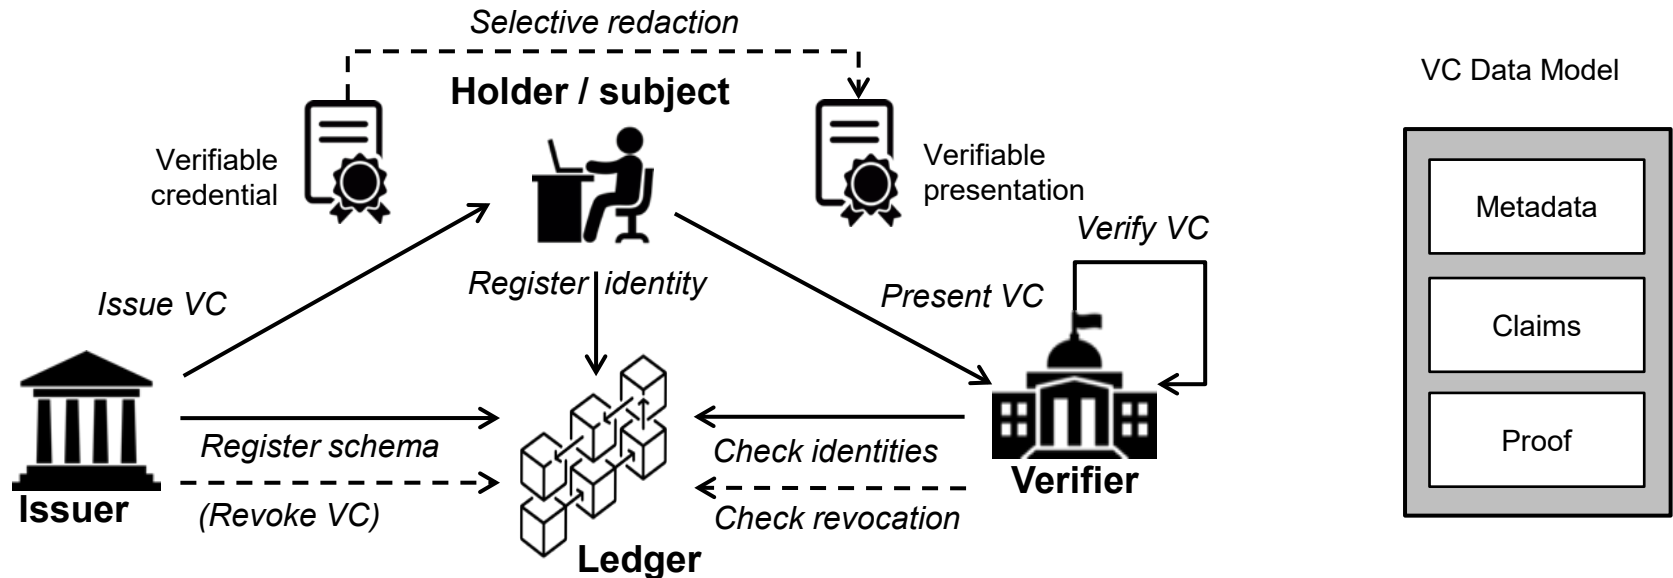 Selective redaction
Holder / subject
VC Data Model
Verifiable
credential
Verifiable
presentation
Metadata
Verify VC
Register identity
Issue VC
Present VC
Claims
Register schema
Check identities
Proof
(Revoke VC)
Check revocation
Issuer
Verifier
Ledger